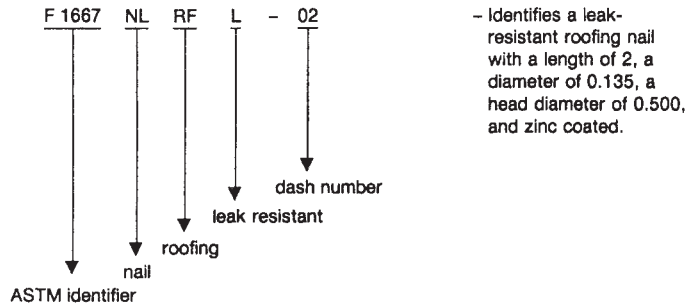 F 1667 NL RF L – 02
– Identifies a leak-
resistant roofing nail
with a length of 2, a
diameter of 0.135, a
head diameter of 0.500,
and zinc coated.
dash number
leak resistant
roofing
nail
ASTM identifier